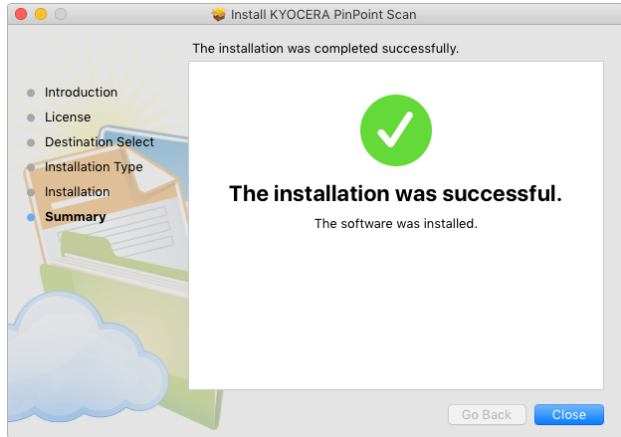 Install KYOCERA PinPoint Scan
The installation was completed successfully.
Introduction
License
Destination Select
Installation Type
Installation
Summary
The installation was successful.
The software was installed.
Go Back
Close